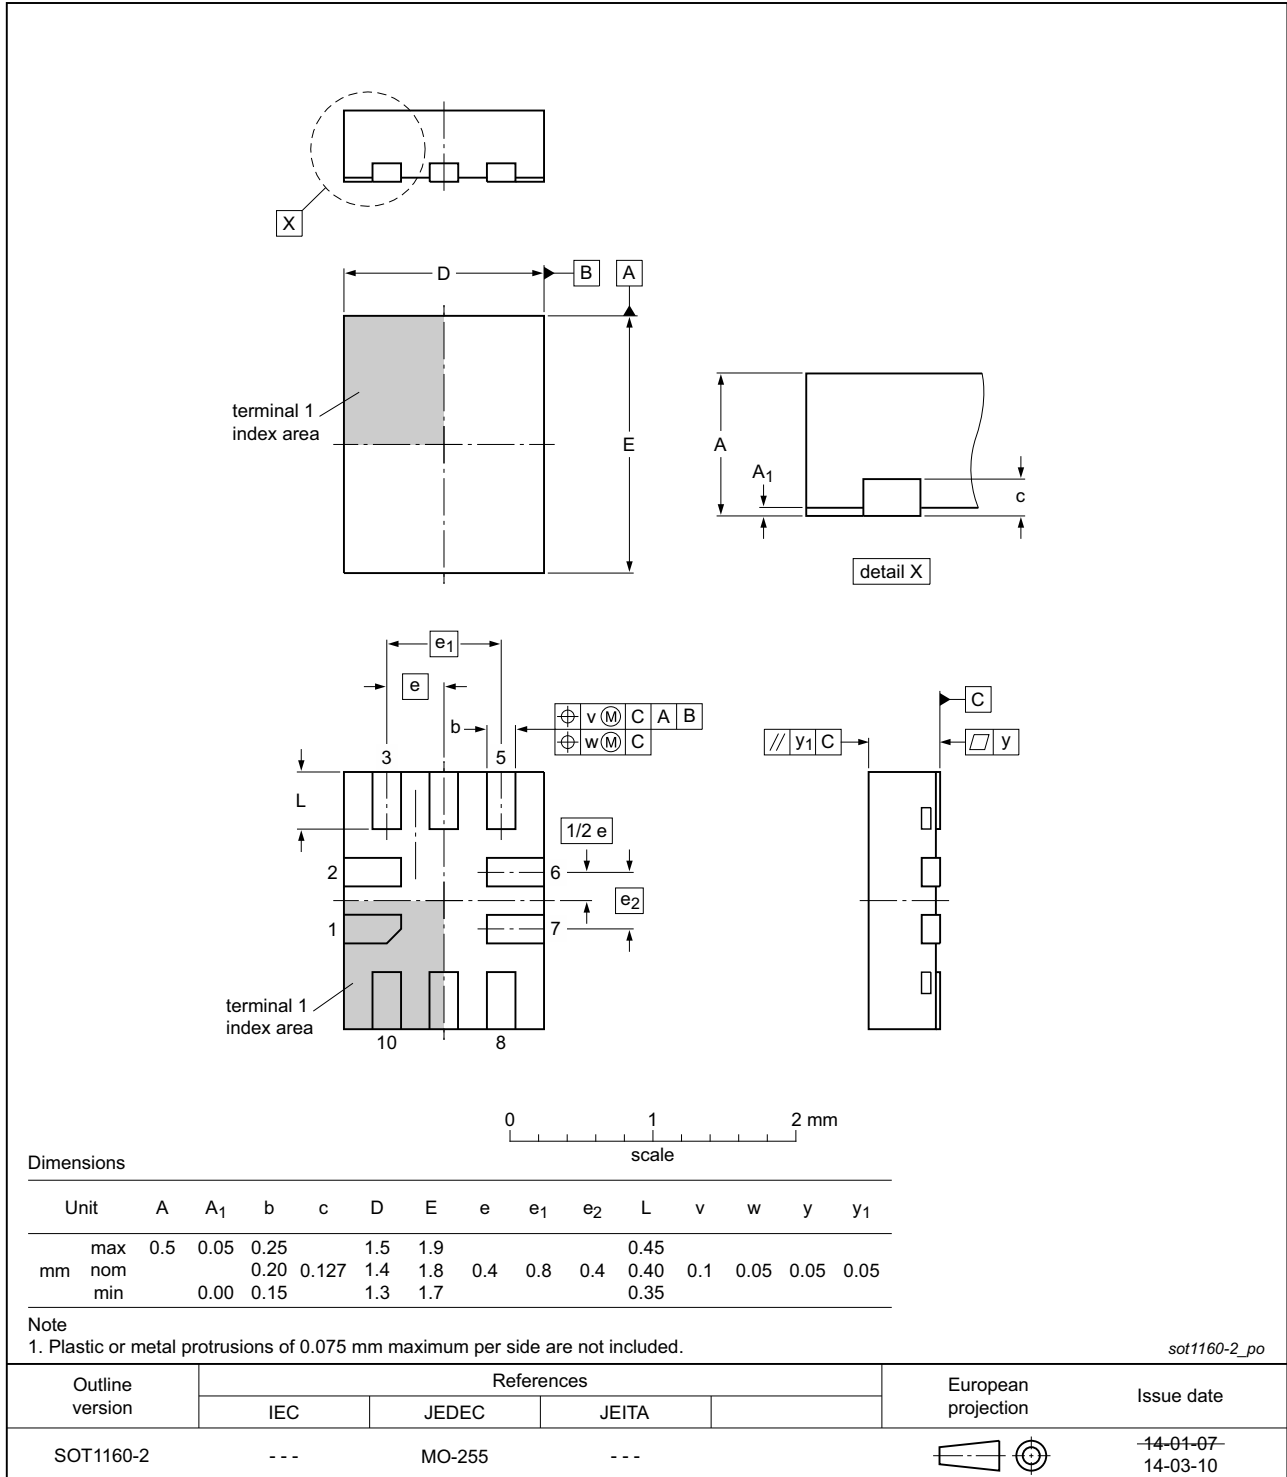 X
D
B
A
terminal 1
index area
E
A
A1
c
detail X
e1
e
b
v M C A B
w M C
3
5
L
2
1
6
7
1/2 e
e2
terminal 1
index area
10
8
C
// y1 C
y
0 1 2 mm
scale
Dimensions
Unit A A1 b c D E e e1 e2 L v w y y1
max 0.5 0.05 0.25 1.5 1.9 0.45
mm nom 0.20 0.127 1.4 1.8 0.4 0.8 0.4 0.40 0.1 0.05 0.05 0.05
min 0.00 0.15 1.3 1.7 0.35
Note
1. Plastic or metal protrusions of 0.075 mm maximum per side are not included.
sot1160-2_po
Outline
version
References
IEC JEDEC JEITA
European
projection
Issue date
SOT1160-2 - - - MO-255 - - -
14-01-07
14-03-10